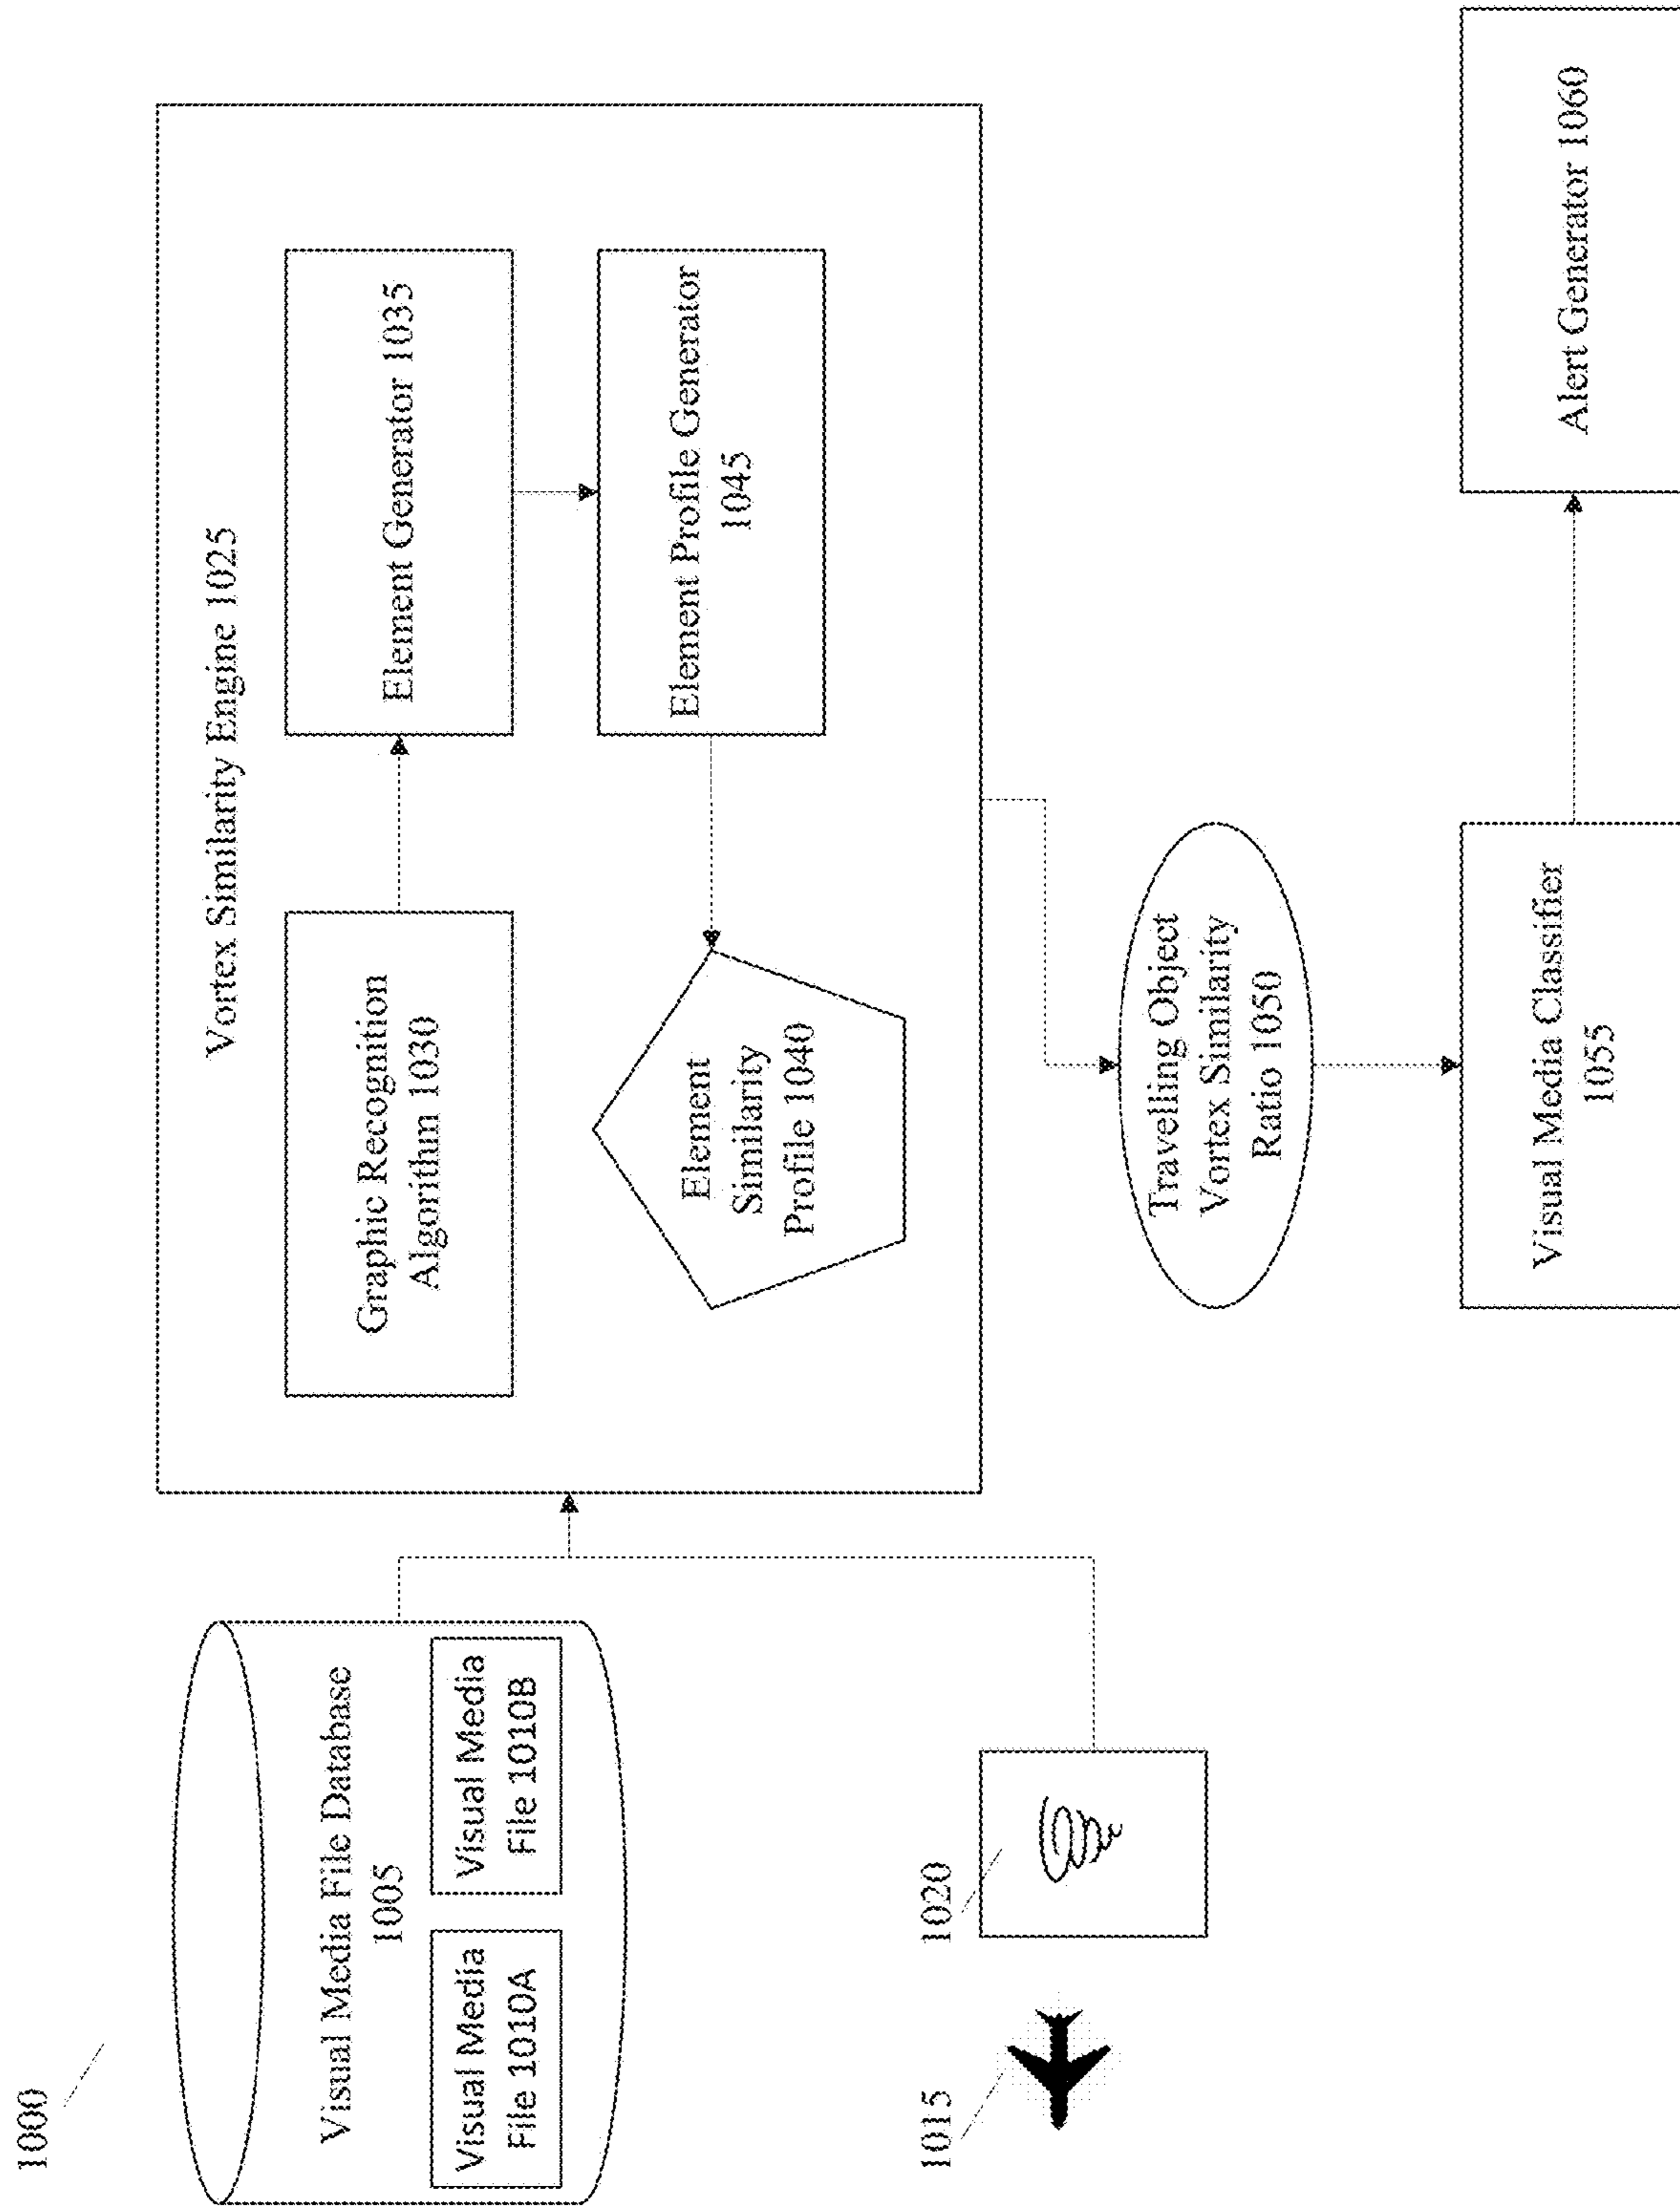 1000
Visual Media File Database
1005
Visual Media
File 1010A
Visual Media
File 1010B
1015
1020
Vortex Similarity Engine 1025
Graphic Recognition
Algorithm 1030
Element Generator 1035
Element
Similarity
Profile 1040
Element Profile Generator
1045
Travelling Object
Vortex Similarity
Ratio 1050
Visual Media Classifier
1055
Alert Generator 1060